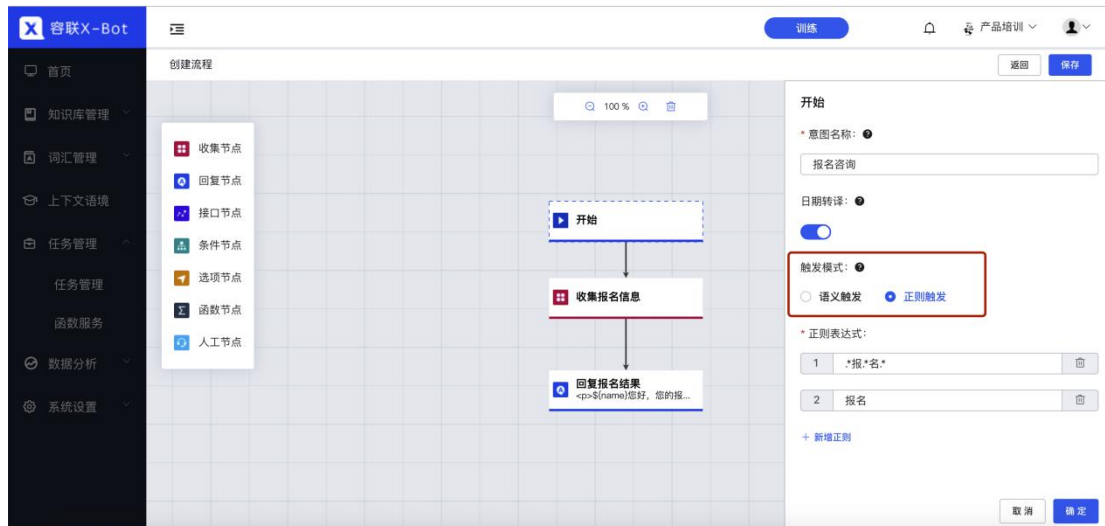 容联X-Bot
训练
产品培训
首页
知识库管理
词汇管理
上下文语境
任务管理
任务管理
函数服务
数据分析
系统设置
创建流程
返回
保存
100 %
收集节点
回复节点
接口节点
条件节点
选项节点
函数节点
人工节点
开始
收集报名信息
回复报名结果
<p>${name}您好，您的报...
开始
* 意图名称：
报名咨询
日期转译：
触发模式：
语义触发 正则触发
* 正则表达式：
1 .*报.*名.*
2 报名
+ 新增正则
取消 确定